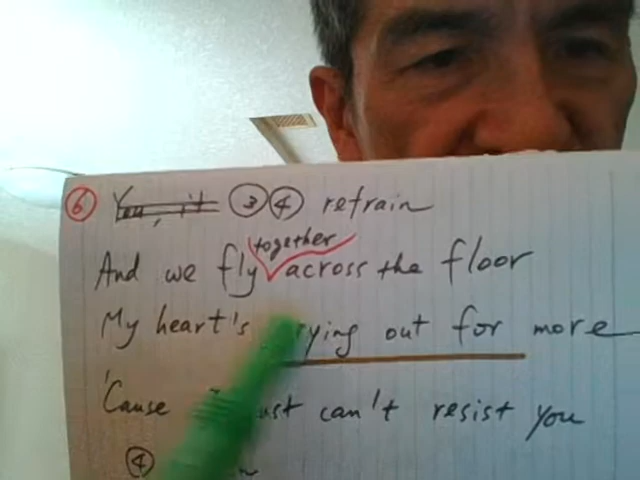 ⑥ ③④ refrain
And we fly together across the floor
My heart's out for more
'Cause can't resist you
④